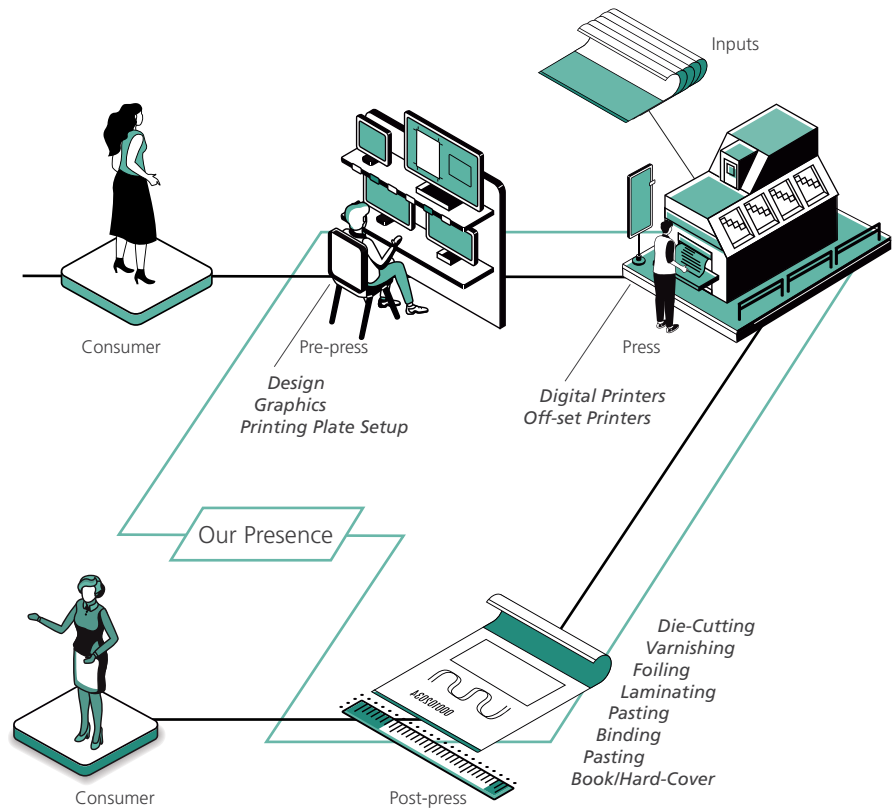 Inputs
Consumer
Pre-press
Press
Design
Graphics
Printing Plate Setup
Digital Printers
Off-set Printers
Our Presence
Die-Cutting
Varnishing
Foiling
Laminating
Pasting
Binding
Pasting
Book/Hard-Cover
Consumer
Post-press